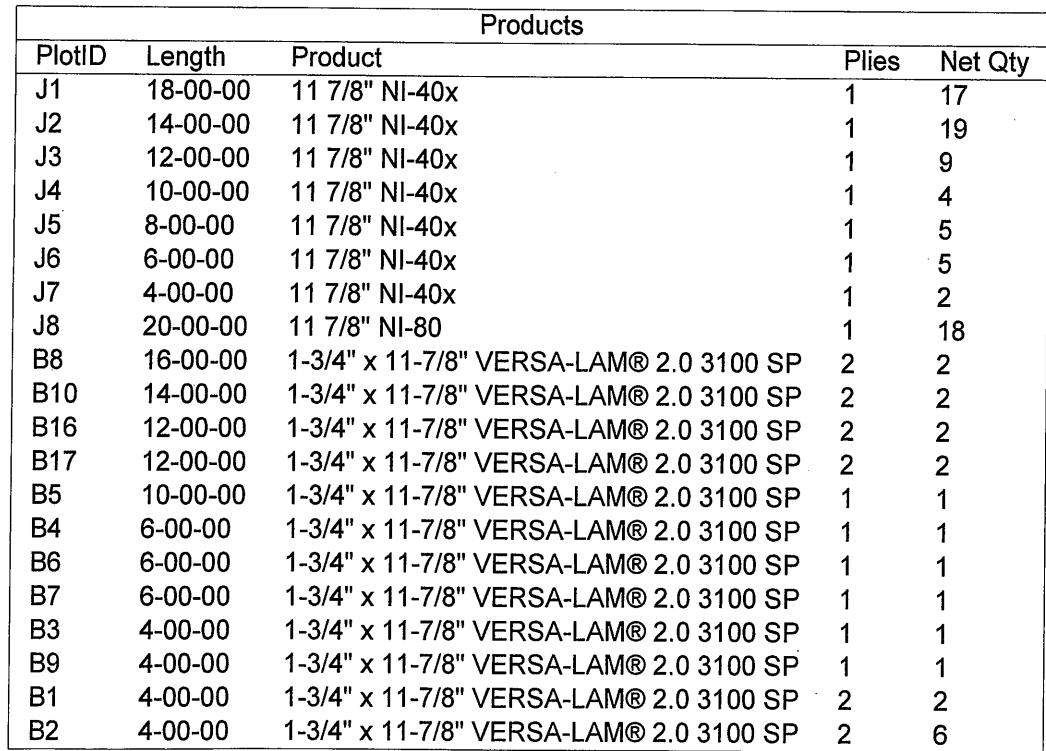 Products
PlotID Length Product Plies Net Qty
J1 18-00-00 11 7/8" NI-40x 1 17
J2 14-00-00 11 7/8" NI-40x 1 19
J3 12-00-00 11 7/8" NI-40x 1 9
J4 10-00-00 11 7/8" NI-40x 1 4
J5 8-00-00 11 7/8" NI-40x 1 5
J6 6-00-00 11 7/8" NI-40x 1 5
J7 4-00-00 11 7/8" NI-40x 1 2
J8 20-00-00 11 7/8" NI-80 1 18
B8 16-00-00 1-3/4" x 11-7/8" VERSA-LAM® 2.0 3100 SP 2 2
B10 14-00-00 1-3/4" x 11-7/8" VERSA-LAM® 2.0 3100 SP 2 2
B16 12-00-00 1-3/4" x 11-7/8" VERSA-LAM® 2.0 3100 SP 2 2
B17 12-00-00 1-3/4" x 11-7/8" VERSA-LAM® 2.0 3100 SP 2 2
B5 10-00-00 1-3/4" x 11-7/8" VERSA-LAM® 2.0 3100 SP 1 1
B4 6-00-00 1-3/4" x 11-7/8" VERSA-LAM® 2.0 3100 SP 1 1
B6 6-00-00 1-3/4" x 11-7/8" VERSA-LAM® 2.0 3100 SP 1 1
B7 6-00-00 1-3/4" x 11-7/8" VERSA-LAM® 2.0 3100 SP 1 1
B3 4-00-00 1-3/4" x 11-7/8" VERSA-LAM® 2.0 3100 SP 1 1
B9 4-00-00 1-3/4" x 11-7/8" VERSA-LAM® 2.0 3100 SP 1 1
B1 4-00-00 1-3/4" x 11-7/8" VERSA-LAM® 2.0 3100 SP 2 2
B2 4-00-00 1-3/4" x 11-7/8" VERSA-LAM® 2.0 3100 SP 2 6